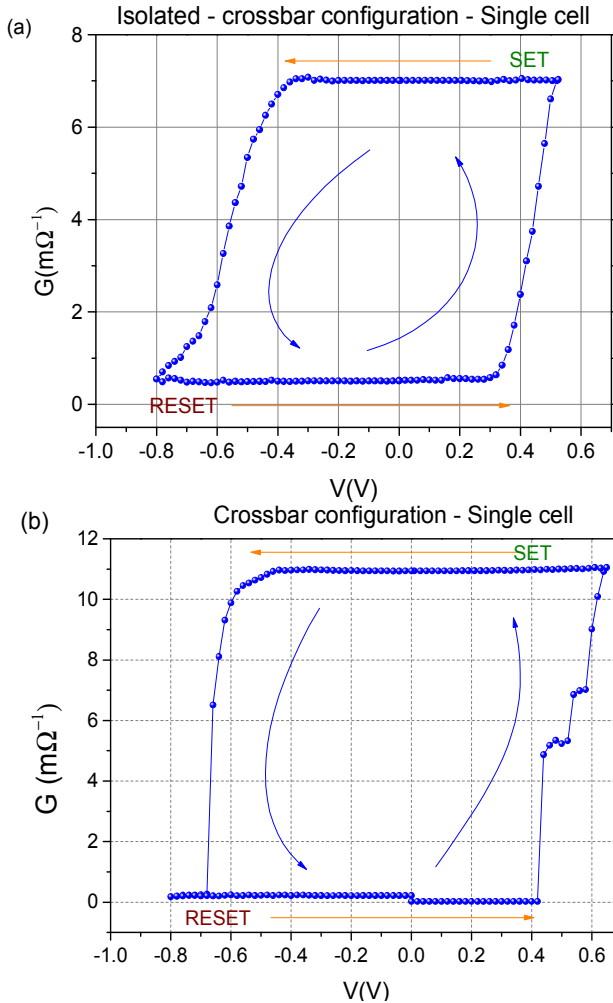 (a)
Isolated - crossbar configuration - Single cell
8
6
4
2
0
G(mΩ⁻¹)
SET
RESET
-1.0 -0.8 -0.6 -0.4 -0.2 0.0 0.2 0.4 0.6
V(V)
(b)
Crossbar configuration - Single cell
12
10
8
6
4
2
0
G (mΩ⁻¹)
SET
RESET
-1.0 -0.8 -0.6 -0.4 -0.2 0.0 0.2 0.4 0.6
V(V)